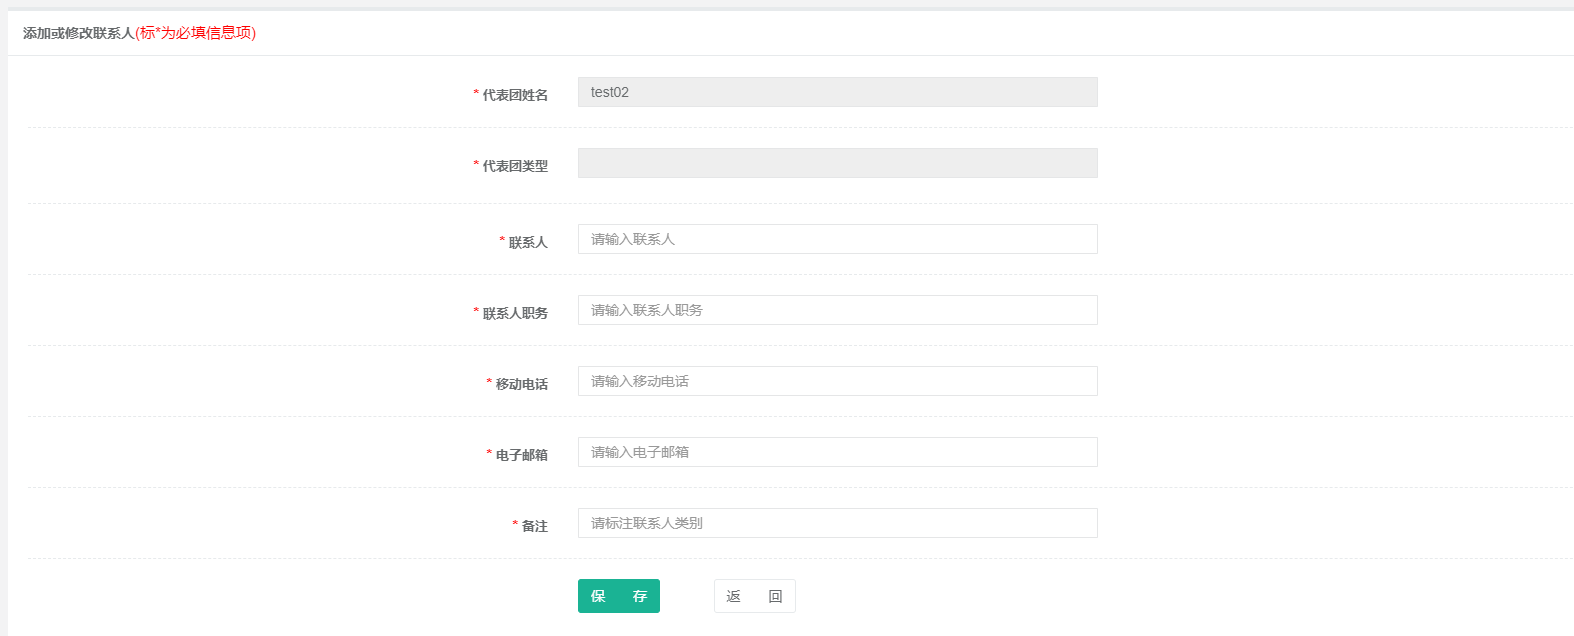 添加或修改联系人(标*为必填信息项)
* 代表团姓名 test02
* 代表团类型
* 联系人 请输入联系人
* 联系人职务 请输入联系人职务
* 移动电话 请输入移动电话
* 电子邮箱 请输入电子邮箱
* 备注 请标注联系人类别
保 存 返 回